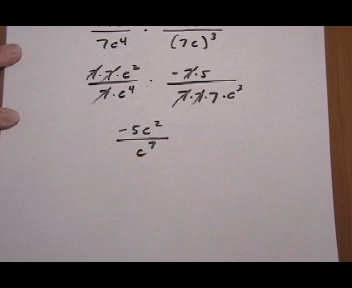 7c⁴ · (7c)³
7·7·c² / 7·c⁴ · -7·5 / 7·7·7·c³
-5c² / c⁷